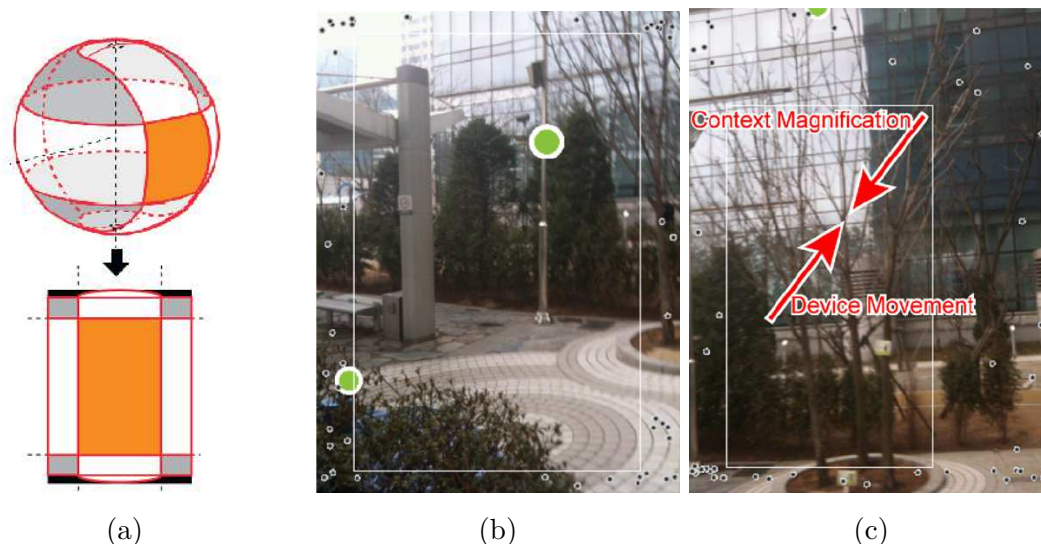 Context Magnification
Device Movement
(a)
(b)
(c)